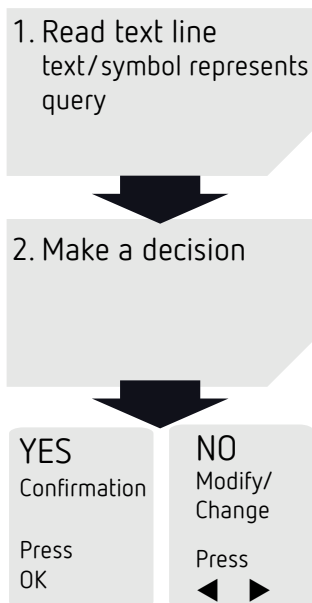 1. Read text line
text/symbol represents
query
2. Make a decision
YES
Confirmation
Press
OK
NO
Modify/
Change
Press
◀ ▶